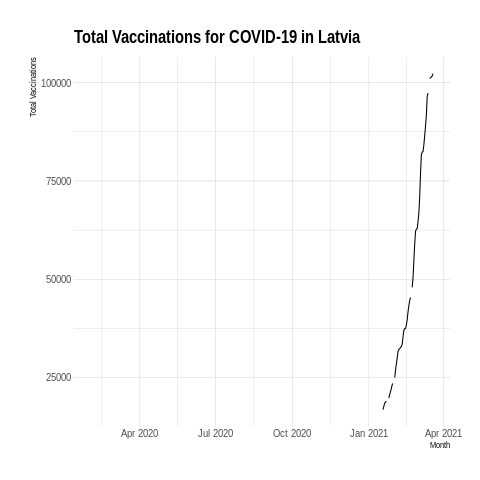 Total Vaccinations for COVID-19 in Latvia
Total Vaccinations
100000
75000
50000
25000
Apr 2020 Jul 2020 Oct 2020 Jan 2021 Apr 2021
Month